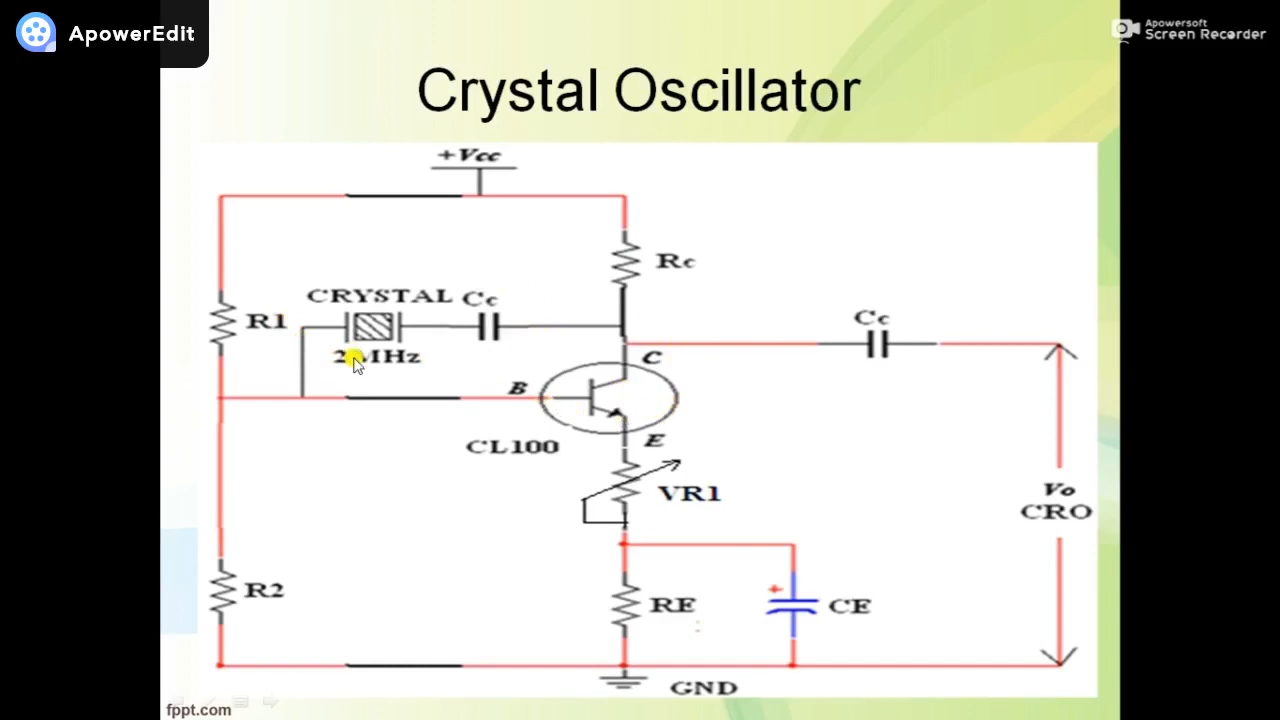 ApowerEdit
Apowersoft
Screen Recorder
Crystal Oscillator
+Vcc
Rc
CRYSTAL Cc
R1
2 MHz
Cc
C
B
CL100
E
VR1
Vo
CRO
R2
RE
CE
GND
fppt.com